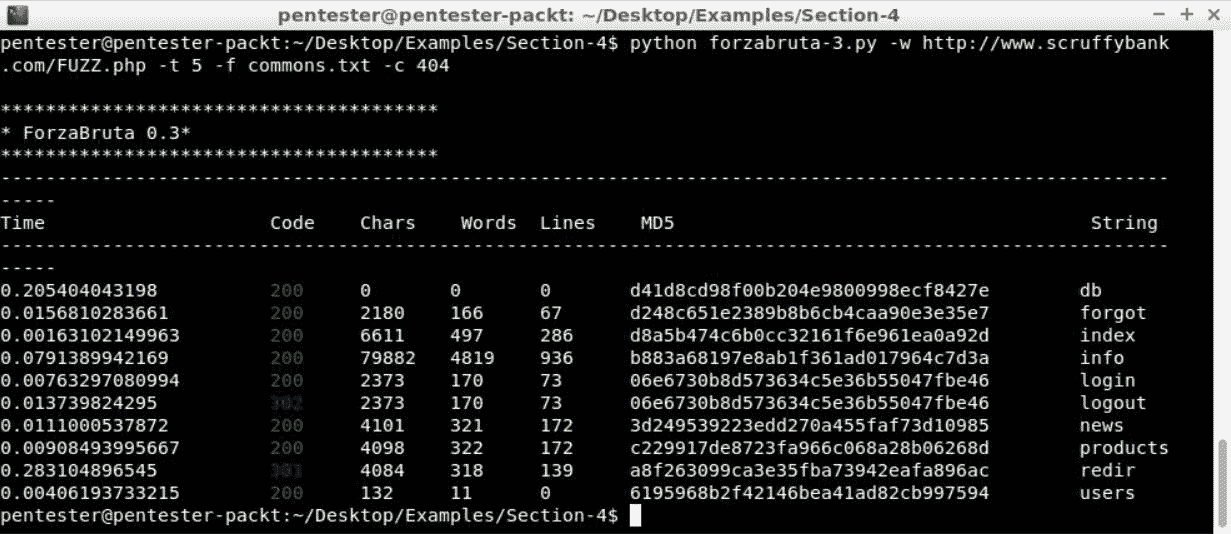 pentester@pentester-packt: ~/Desktop/Examples/Section-4
pentester@pentester-packt:~/Desktop/Examples/Section-4$ python forzabruta-3.py -w http://www.scruffybank
.com/FUZZ.php -t 5 -f commons.txt -c 404
***************************************
* ForzaBruta 0.3*
***************************************
--------------------------------------------------------------------------------------------------------
-----
Time Code Chars Words Lines MD5 String
--------------------------------------------------------------------------------------------------------
-----
0.205404043198 200 0 0 0 d41d8cd98f00b204e9800998ecf8427e db
0.0156810283661 200 2180 166 67 d248c651e2389b8b6cb4caa90e3e35e7 forgot
0.00163102149963 200 6611 497 286 d8a5b474c6b0cc32161f6e961ea0a92d index
0.0791389942169 200 79882 4819 936 b883a68197e8ab1f361ad017964c7d3a info
0.00763297080994 200 2373 170 73 06e6730b8d573634c5e36b55047fbe46 login
0.013739824295 302 2373 170 73 06e6730b8d573634c5e36b55047fbe46 logout
0.0111000537872 200 4101 321 172 3d249539223edd270a455faf73d10985 news
0.00908493995667 200 4098 322 172 c229917de8723fa966c068a28b06268d products
0.283104896545 301 4084 318 139 a8f263099ca3e35fba73942eafa896ac redir
0.00406193733215 200 132 11 0 6195968b2f42146bea41ad82cb997594 users
pentester@pentester-packt:~/Desktop/Examples/Section-4$